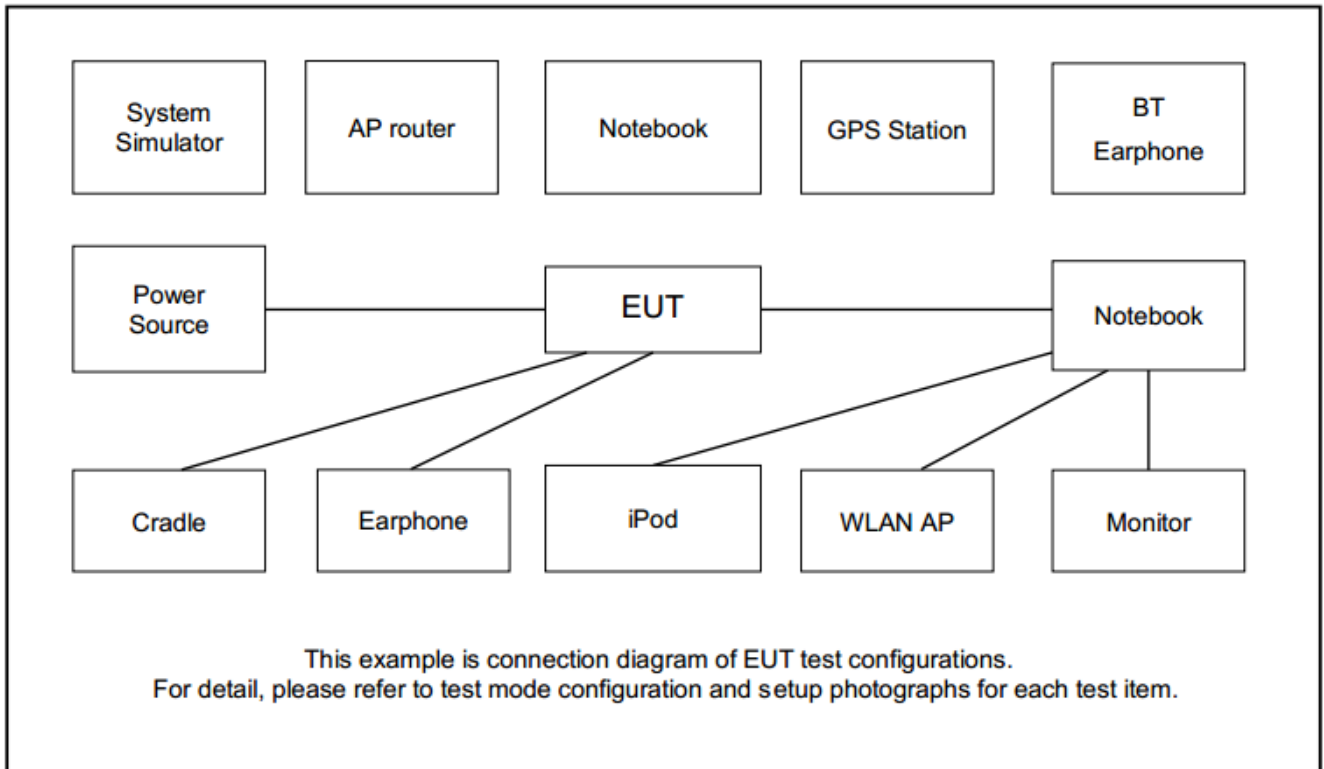 System
Simulator
AP router
Notebook
GPS Station
BT
Earphone
Power
Source
EUT
Notebook
Cradle
Earphone
iPod
WLAN AP
Monitor
This example is connection diagram of EUT test configurations.
For detail, please refer to test mode configuration and setup photographs for each test item.